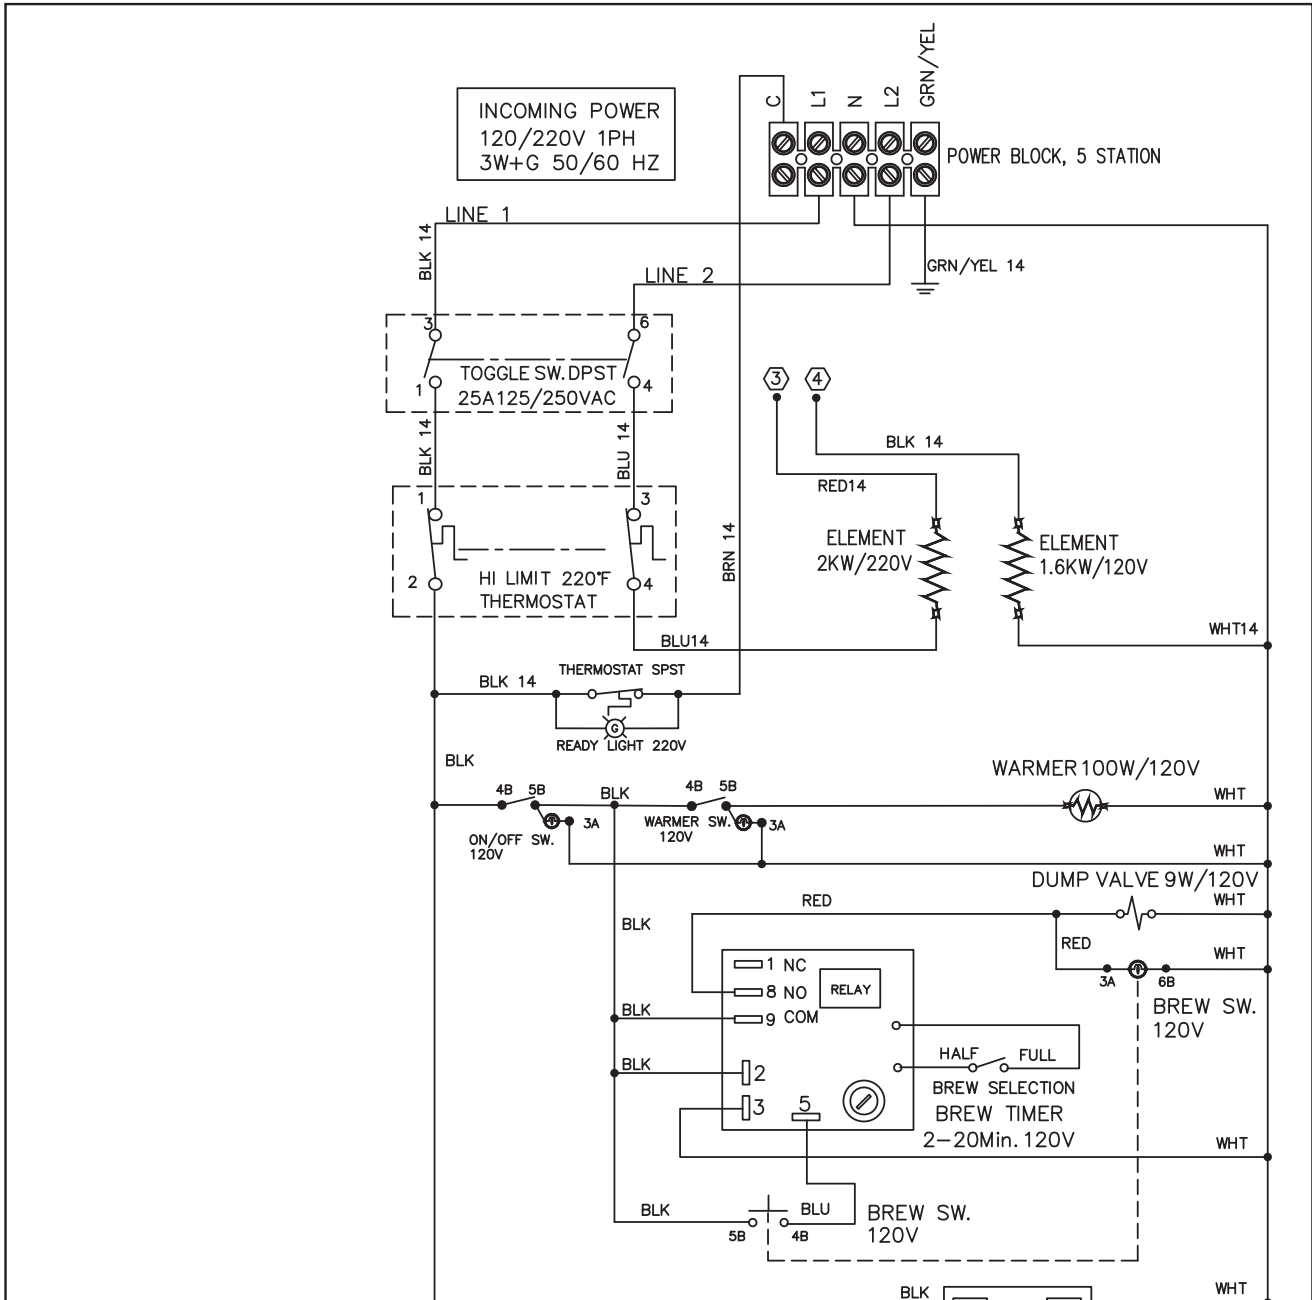 GRN/YEL
C
L1
N
L2
INCOMING POWER
120/220V 1PH
3W+G 50/60 HZ
POWER BLOCK, 5 STATION
LINE 1
BLK 14
LINE 2
GRN/YEL 14
3
6
TOGGLE SW. DPST
25A125/250VAC
1
4
3
4
BLK 14
BLU 14
BLK 14
RED14
1
3
BRN 14
ELEMENT
2KW/220V
ELEMENT
1.6KW/120V
2
HI LIMIT 220°F
THERMOSTAT
4
BLU14
WHT14
THERMOSTAT SPST
BLK 14
G
READY LIGHT 220V
BLK
WARMER 100W/120V
4B
5B
BLK
4B
5B
WHT
3A
WARMER SW.
120V
3A
ON/OFF SW.
120V
WHT
DUMP VALVE 9W/120V
WHT
RED
BLK
RED
WHT
1 NC
8 NO
RELAY
3A
6B
BREW SW.
120V
BLK
9 COM
HALF
FULL
BLK
2
BREW SELECTION
3
5
BREW TIMER
2-20Min. 120V
WHT
BLK
BLU
BREW SW.
120V
5B
4B
BLK
WHT